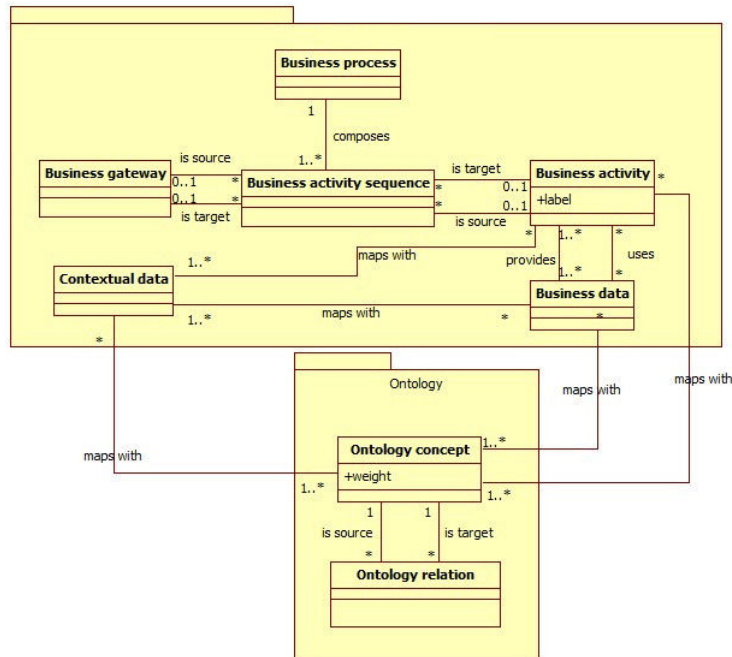 Business process
1
composes
1..*
is source
Business gateway
0..1
*
0..1
*
is target
Business activity sequence
is target
*
0..1
*
0..1
is source
Business activity
+label
*
*
1..*
*
maps with
provides
uses
1..*
1..*
*
Contextual data
Business data
*
maps with
1..*
*
*
maps with
maps with
maps with
Ontology
Ontology concept
+weight
1..*
1..*
1..*
1
1
is source
is target
*
*
Ontology relation